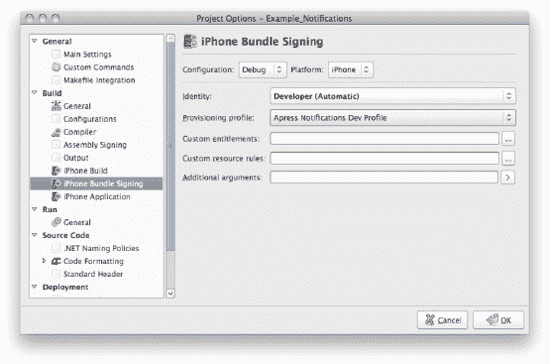 Project Options - Example_Notifications
General
Main Settings
Custom Commands
Makefile Integration
Build
General
Configurations
Compiler
Assembly Signing
Output
iPhone Build
iPhone Bundle Signing
iPhone Application
Run
General
Source Code
.NET Naming Policies
Code Formatting
Standard Header
Deployment
iPhone Bundle Signing
Configuration: Debug Platform: iPhone
Identity: Developer (Automatic)
Provisioning profile: Apress Notifications Dev Profile
Custom entitlements: ...
Custom resource rules: ...
Additional arguments: >
Cancel OK